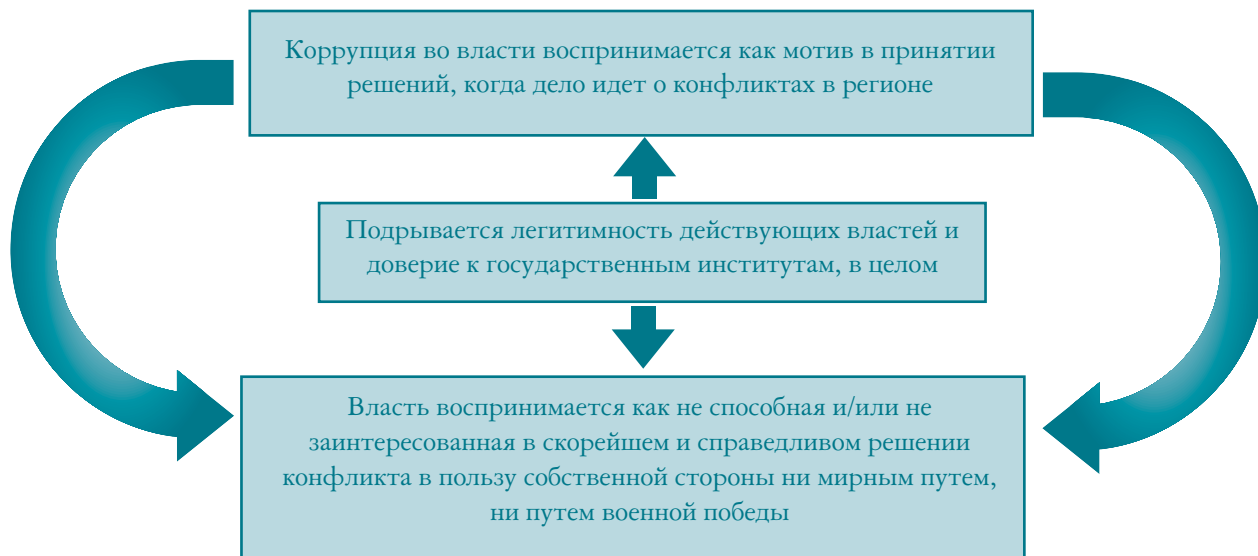 Коррупция во власти воспринимается как мотив в принятии
решений, когда дело идет о конфликтах в регионе
Подрывается легитимность действующих властей и
доверие к государственным институтам, в целом
Власть воспринимается как не способная и/или не
заинтересованная в скорейшем и справедливом решении
конфликта в пользу собственной стороны ни мирным путем,
ни путем военной победы